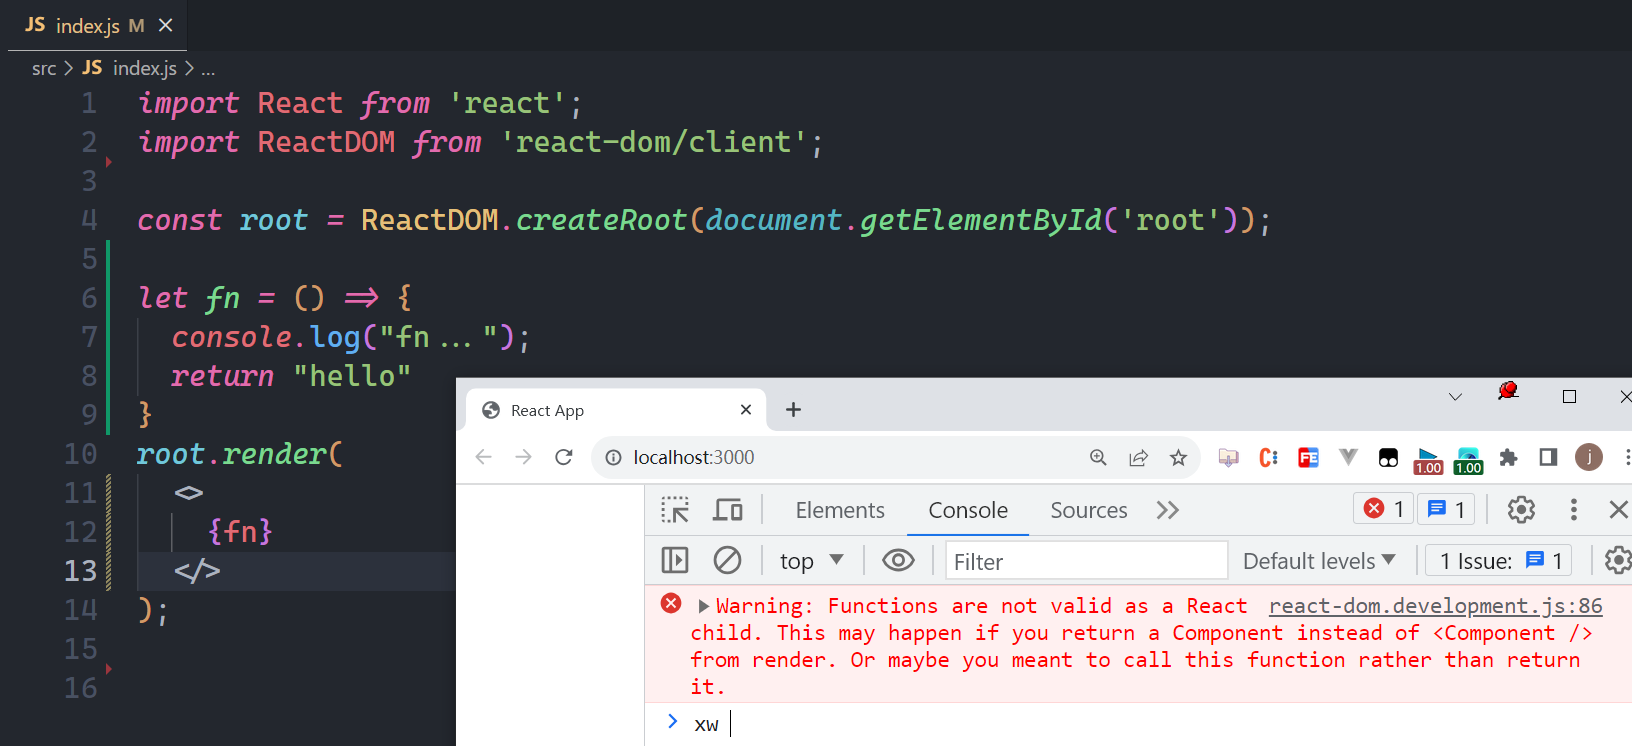 JS index.js M ×
src > JS index.js > ...
1 import React from 'react';
2 import ReactDOM from 'react-dom/client';
3
4 const root = ReactDOM.createRoot(document.getElementById('root'));
5
6 let fn = () => {
7 console.log("fn...");
8 return "hello"
9 }
10 root.render(
11 <>
12 {fn}
13 </>
14 );
15
16
React App
localhost:3000
C:
FE
1.00
1.00
j
Elements Console Sources >> 1 1
top Filter Default levels 1 Issue: 1
Warning: Functions are not valid as a React react-dom.development.js:86
child. This may happen if you return a Component instead of <Component />
from render. Or maybe you meant to call this function rather than return
it.
> xw